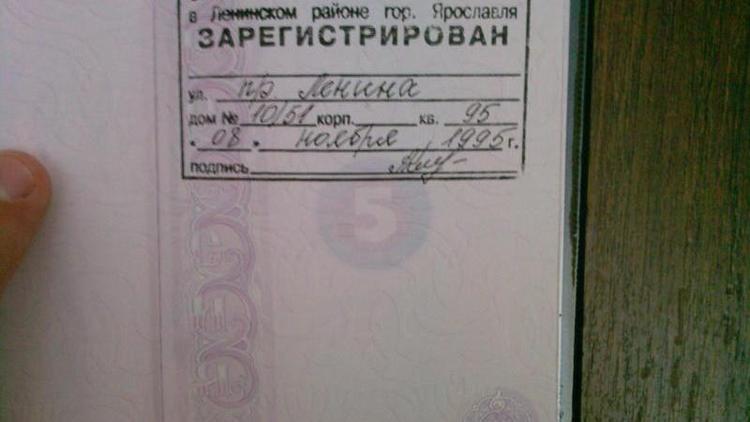 в Ленинском районе гор. Ярославля
ЗАРЕГИСТРИРОВАН
ул. пр Ленина
дом № 10/51 корп. кв. 95
"08" ноября 1995 г.
подпись
5